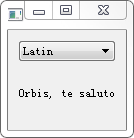 Latin
Orbis, te saluto